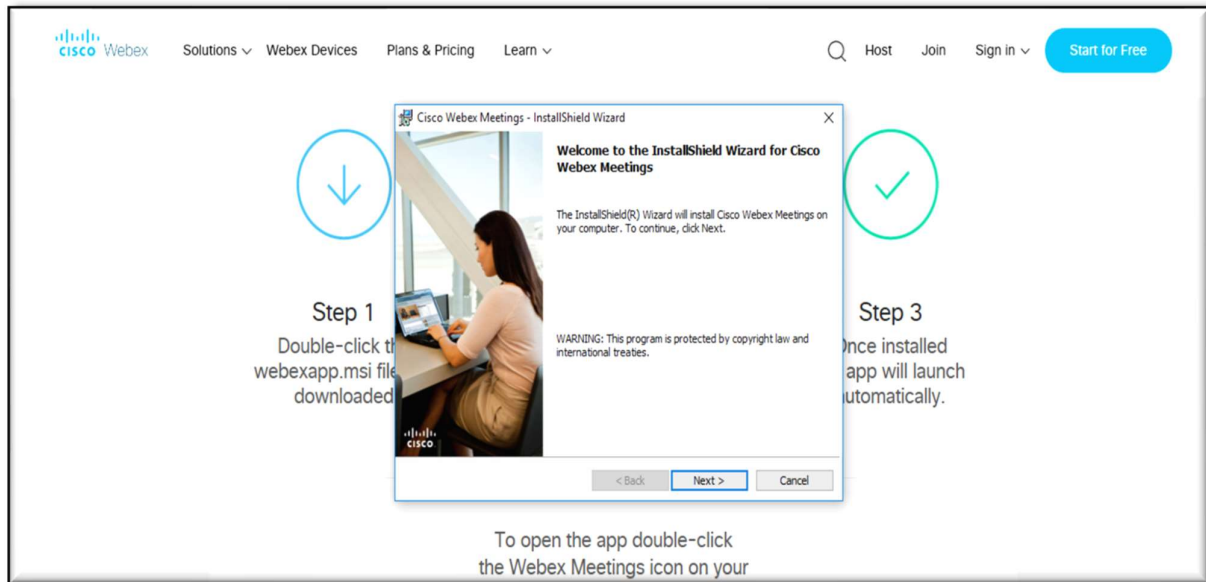 CISCO Webex
Solutions Webex Devices Plans & Pricing Learn
Host Join Sign in Start for Free
Cisco Webex Meetings - InstallShield Wizard
Welcome to the InstallShield Wizard for Cisco
Webex Meetings
The InstallShield(R) Wizard will install Cisco Webex Meetings on
your computer. To continue, click Next.
WARNING: This program is protected by copyright law and
international treaties.
CISCO
< Back Next > Cancel
Step 1
Double-click
webexapp.msi
downloaded
Step 3
installed
app will launch
To open the app double-click
the Webex Meetings icon on your